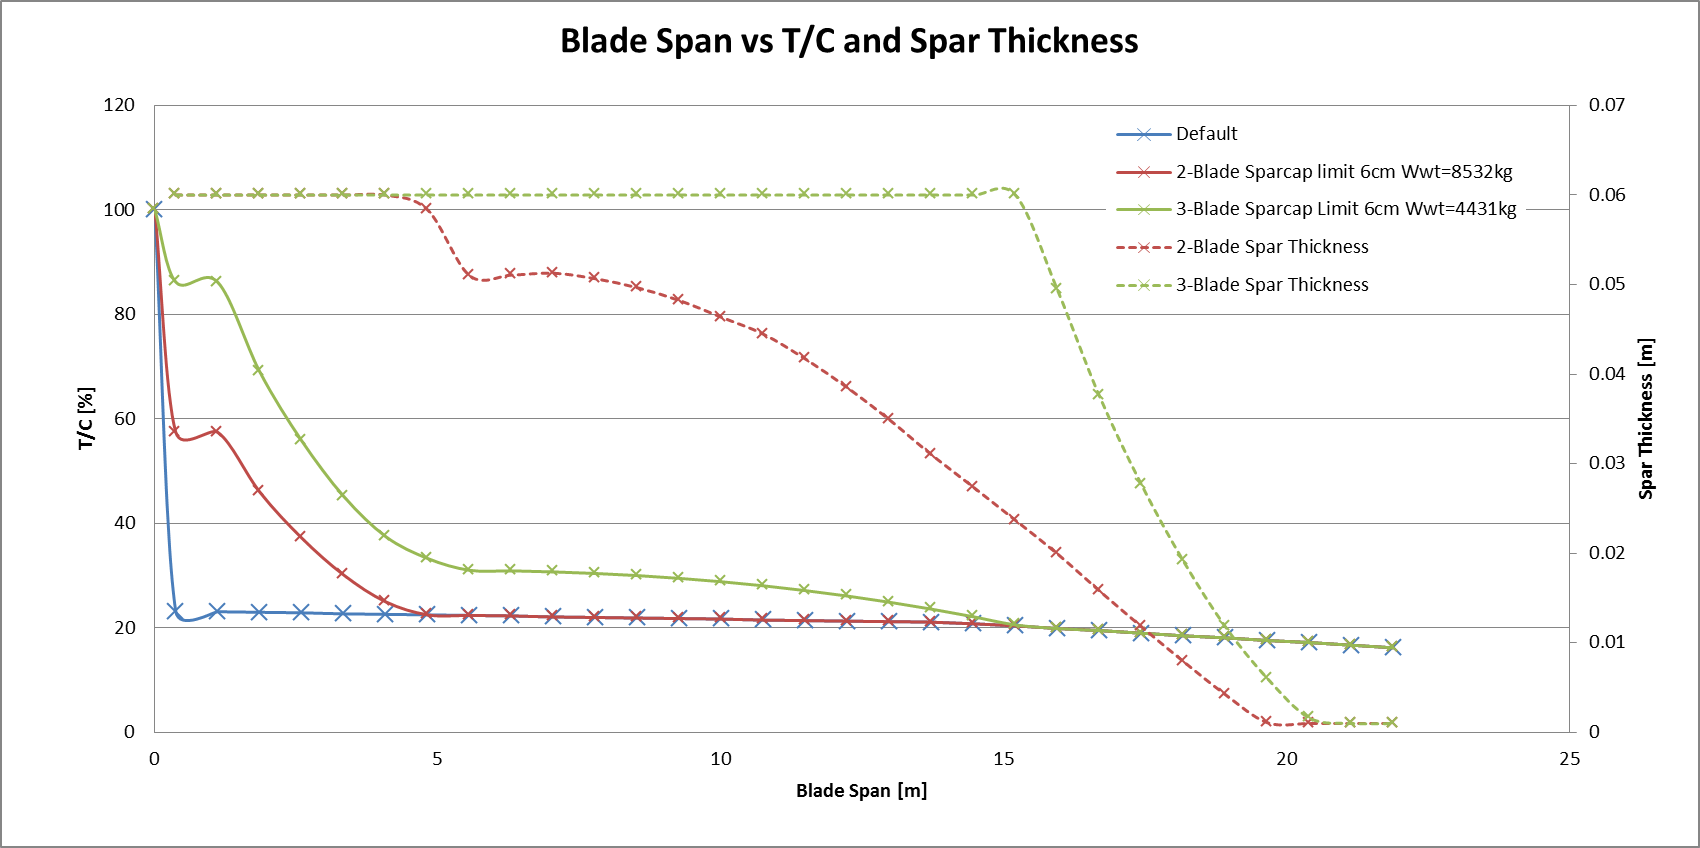 Blade Span vs T/C and Spar Thickness
120
100
80
60
40
20
0
T/C [%]
0.07
0.06
0.05
0.04
0.03
0.02
0.01
0
Spar Thickness [m]
Default
2-Blade Sparcap limit 6cm Wwt=8532kg
3-Blade Sparcap Limit 6cm Wwt=4431kg
2-Blade Spar Thickness
3-Blade Spar Thickness
0 5 10 15 20 25
Blade Span [m]